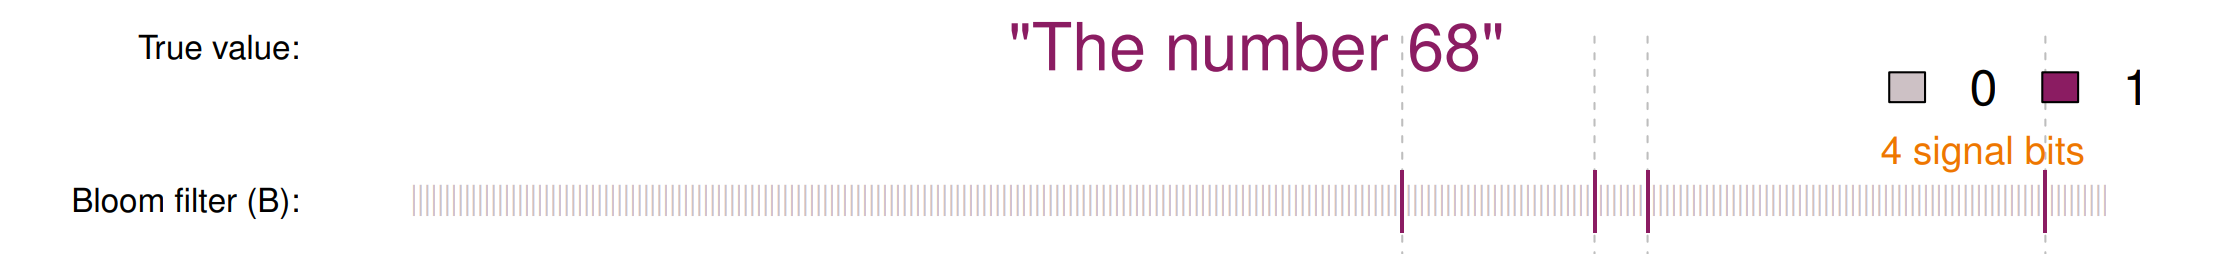 True value: "The number 68"
0 1
4 signal bits
Bloom filter (B):